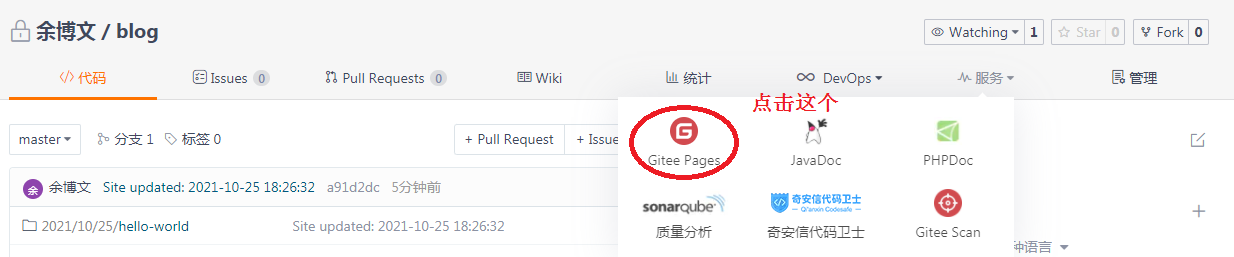 余博文 / blog
Watching 1 Star 0 Fork 0
代码 Issues 0 Pull Requests 0 Wiki 统计 DevOps 服务 管理
点击这个
master 分支 1 标签 0 + Pull Request + Issue
Gitee Pages JavaDoc PHPDoc
余 余博文 Site updated: 2021-10-25 18:26:32 a91d2dc 5分钟前
sonarqube 奇安信代码卫士 Qi'anxin Codesafe
2021/10/25/hello-world Site updated: 2021-10-25 18:26:32
质量分析 奇安信代码卫士 Gitee Scan
种语言